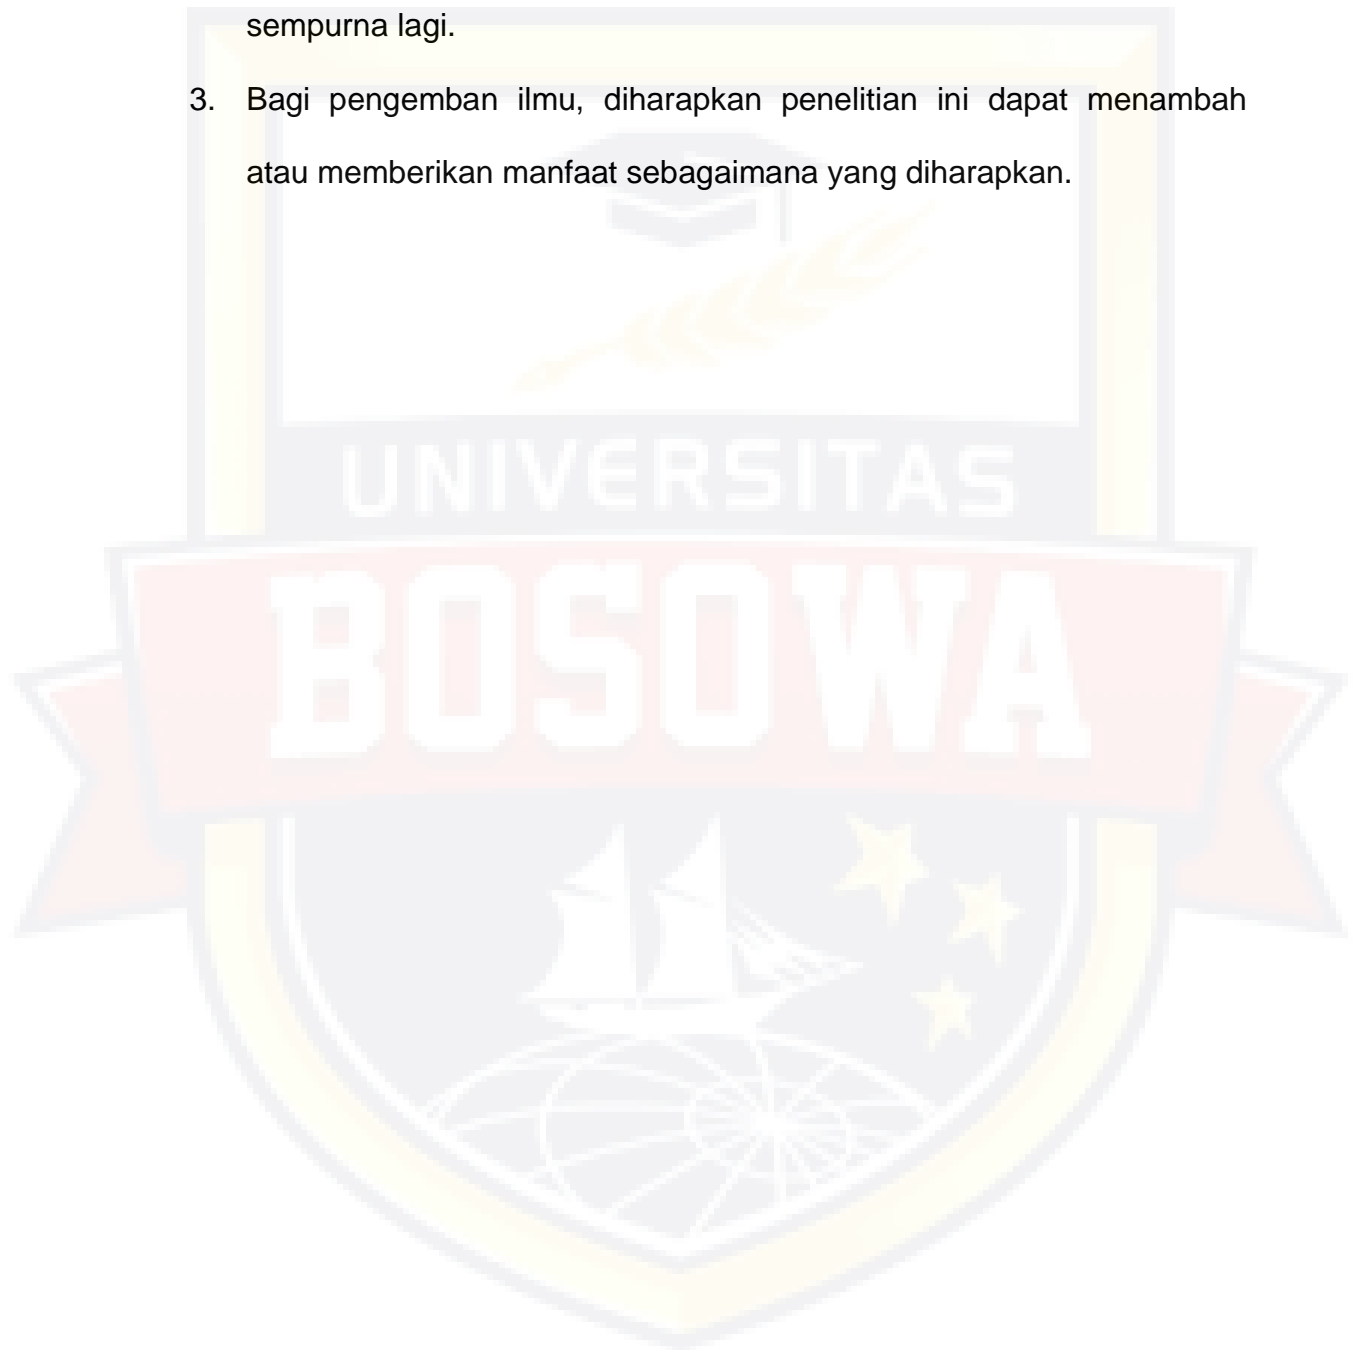 sempurna lagi.
3. Bagi pengemban ilmu, diharapkan penelitian ini dapat menambah
atau memberikan manfaat sebagaimana yang diharapkan.
UNIVERSITAS
BOSOWA